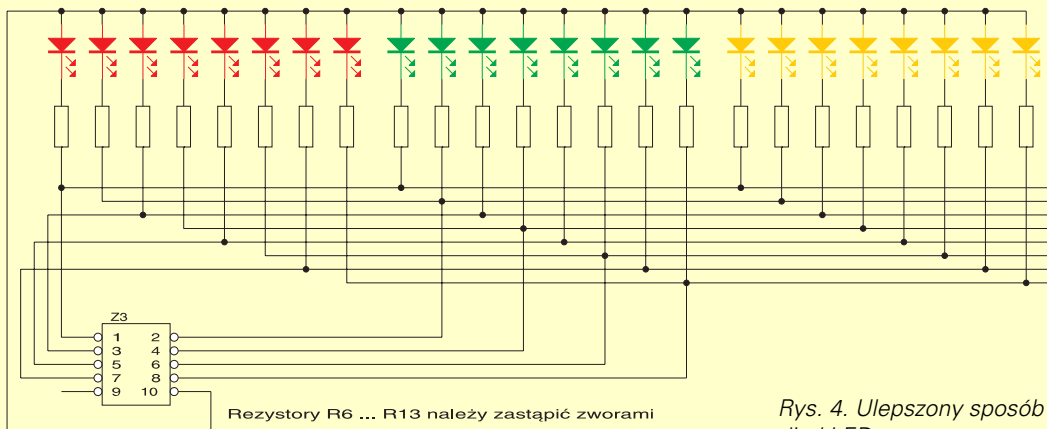 Z3
1 2
3 4
5 6
7 8
9 10
Rezystory R6 ... R13 należy zastąpić zworami
Rys. 4. Ulepszony sposób